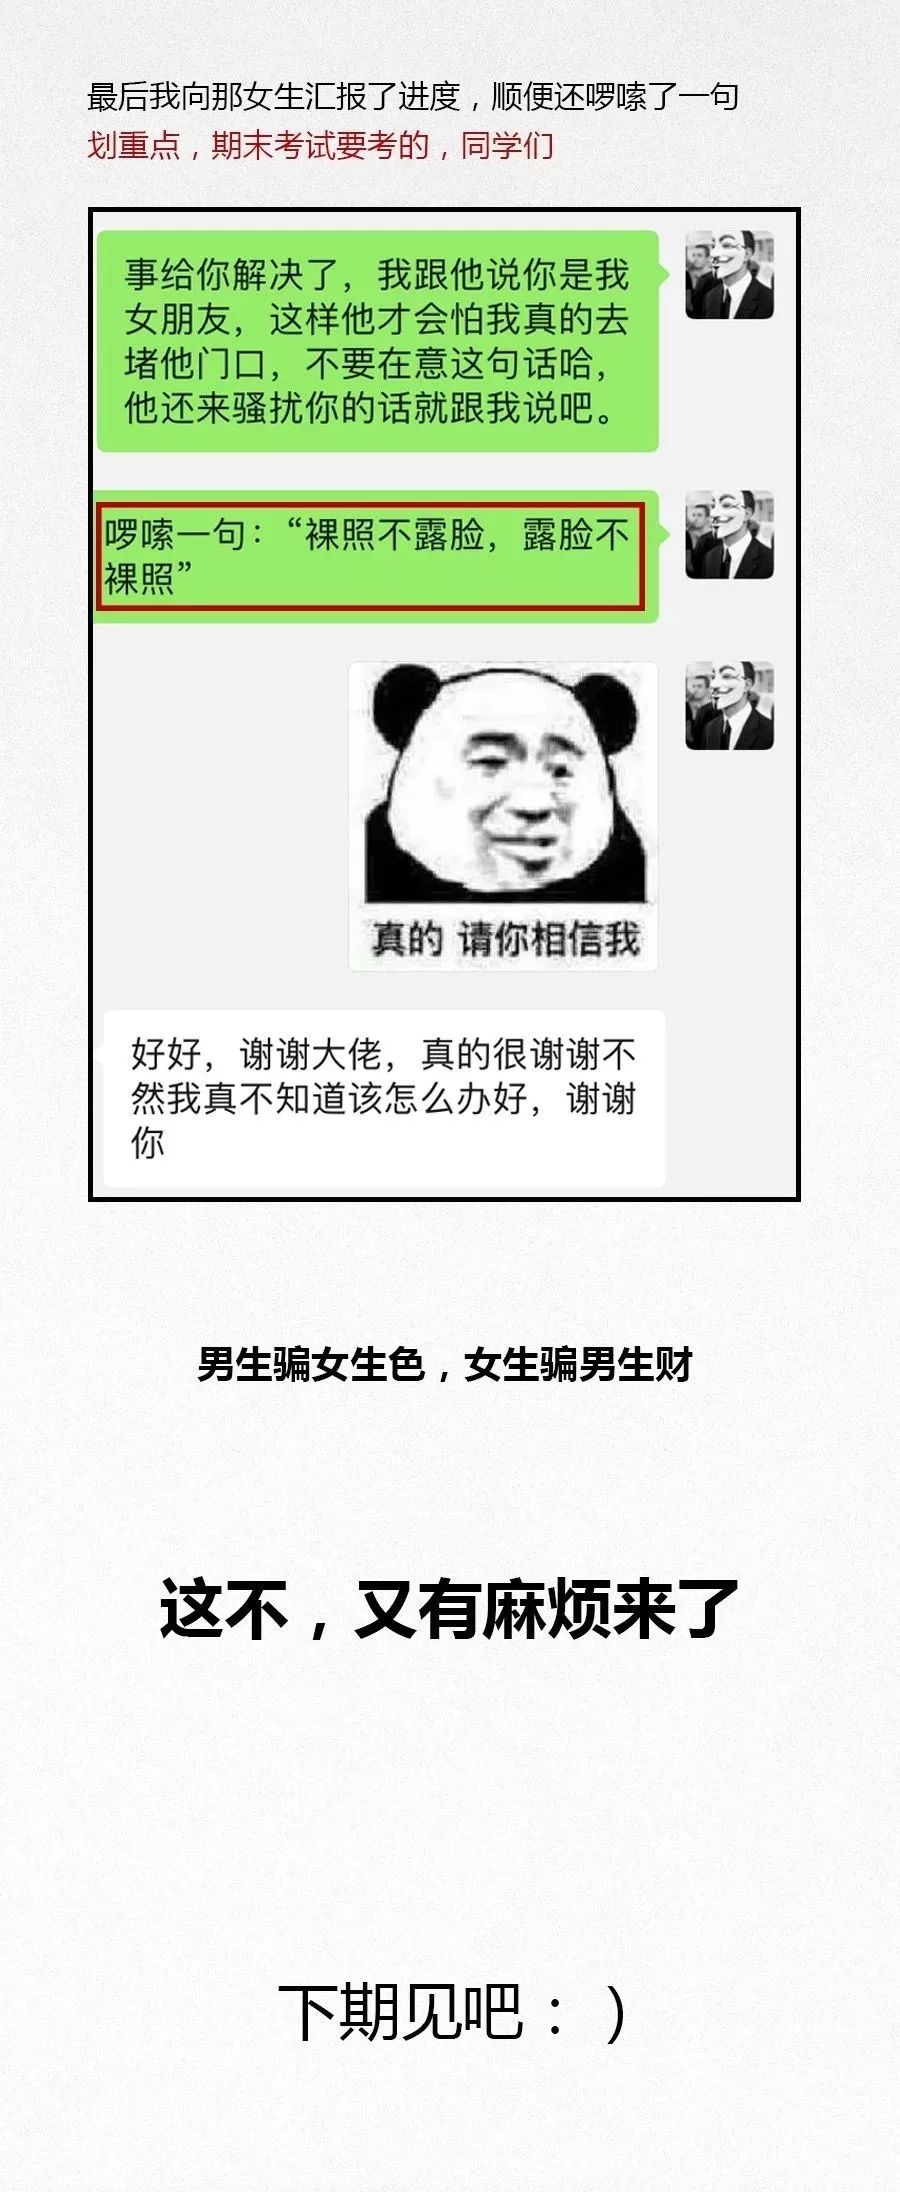 最后我向那女生汇报了进度，顺便还啰嗦了一句
划重点，期末考试要考的，同学们
事给你解决了，我跟他说你是我
女朋友，这样他才会怕我真的去
堵他门口，不要在意这句话哈，
他还来骚扰你的话就跟我说吧。
啰嗦一句：“裸照不露脸，露脸不
裸照”
真的 请你相信我
好好，谢谢大佬，真的很谢谢不
然我真不知道该怎么办好，谢谢
你
男生骗女生色，女生骗男生财
这不，又有麻烦来了
下期见吧：）